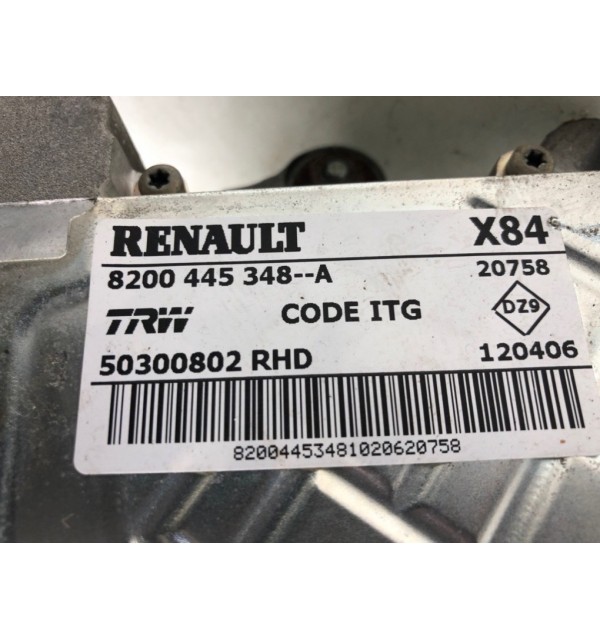 RENAULT X84
8200 445 348--A 20758
TRW CODE ITG DZ9
50300802 RHD 120406
82004453481020620758